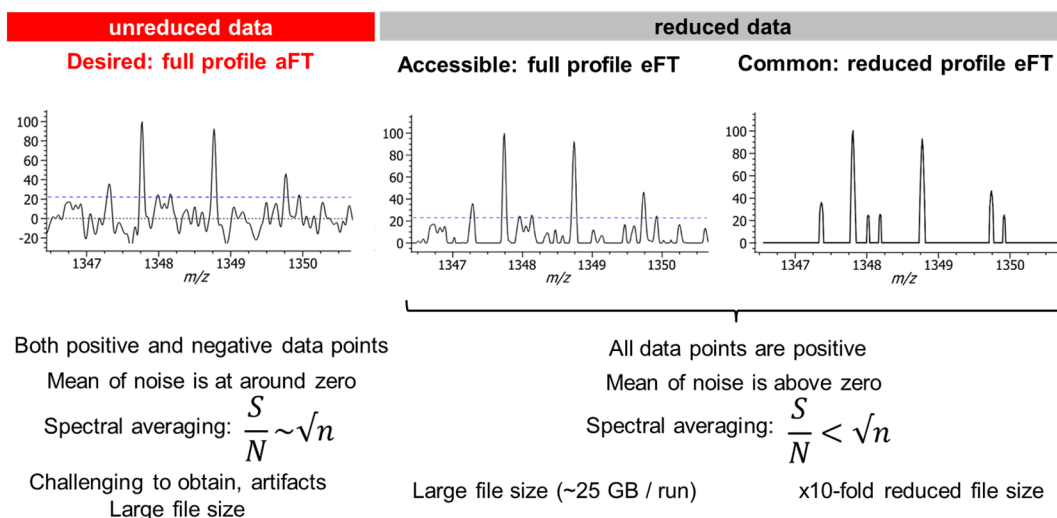 unreduced data
reduced data
Desired: full profile aFT
Accessible: full profile eFT
Common: reduced profile eFT
100
80
60
40
20
0
-20
1347
1348
1349
1350
m/z
100
80
60
40
20
0
1347
1348
1349
1350
m/z
100
80
60
40
20
0
1347
1348
1349
1350
m/z
Both positive and negative data points
Mean of noise is at around zero
Spectral averaging: S/N ~ √n
Challenging to obtain, artifacts
Large file size
All data points are positive
Mean of noise is above zero
Spectral averaging: S/N < √n
Large file size (~25 GB / run)
x10-fold reduced file size